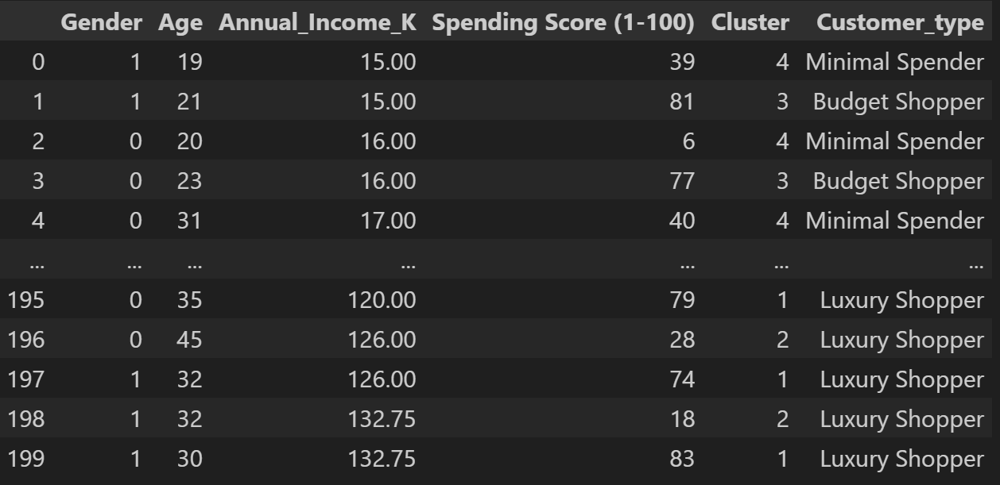 Gender Age Annual_Income_K Spending Score (1-100) Cluster Customer_type
0 1 19 15.00 39 4 Minimal Spender
1 1 21 15.00 81 3 Budget Shopper
2 0 20 16.00 6 4 Minimal Spender
3 0 23 16.00 77 3 Budget Shopper
4 0 31 17.00 40 4 Minimal Spender
... ... ... ... ... ... ...
195 0 35 120.00 79 1 Luxury Shopper
196 0 45 126.00 28 2 Luxury Shopper
197 1 32 126.00 74 1 Luxury Shopper
198 1 32 132.75 18 2 Luxury Shopper
199 1 30 132.75 83 1 Luxury Shopper